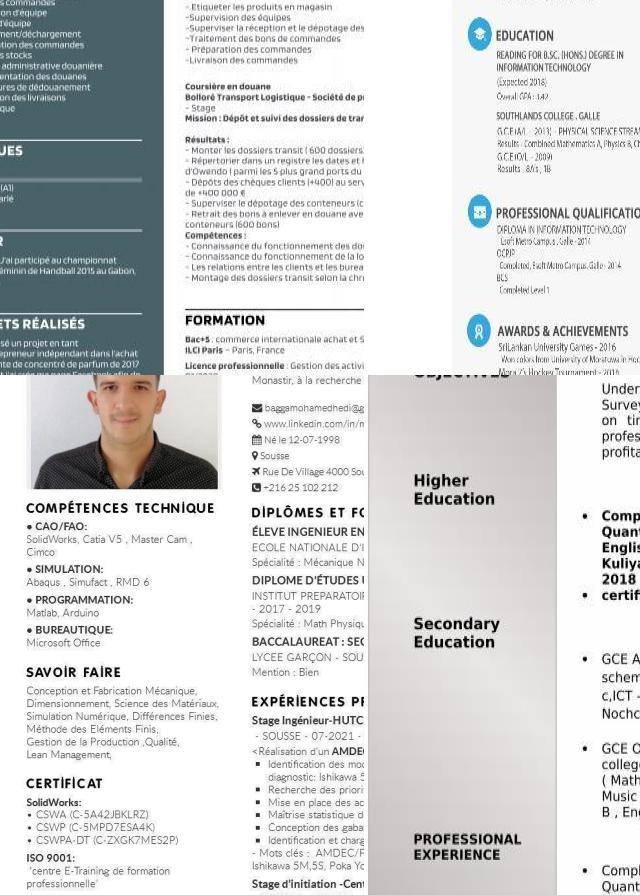 d'équipe
ment/déchargement
ation des commandes
s stocks
administrative douanière
entation des douanes
ures de dédouanement
on des livraisons
ique
UES
(A1)
arlé
R
J'ai participé au championnat
éminin de Handball 2015 au Gabon,
ETS RÉALISÉS
sé un projet en tant
epreneur indépendant dans l'achat
nte de concentré de parfum de 2017
- Etiqueter les produits en magasin
-Supervision des équipes
-Superviser la réception et le dépotage des
-Traitement des bons de commandes
- Préparation des commandes
-Livraison des commandes
Coursière en douane
Bolloré Transport Logistique - Société de p
- Stage
Mission : Dépôt et suivi des dossiers de tra
Résultats :
- Monter les dossiers transit ( 600 dossiers
- Répertorier dans un registre les dates et
d'Owendo ( parmi les 5 plus grand ports du
- Dépôts des chèques clients (+400) au ser
de +400 000 €
- Superviser le dépotage des conteneurs (c
- Retrait des bons à enlever en douane ave
conteneurs (600 bons)
Compétences :
- Connaissance du fonctionnement des do
- Connaissance du fonctionnement de la lo
- Les relations entre les clients et les burea
- Montage des dossiers transit selon la chr
FORMATION
Bac+5 : commerce internationale achat et S
ILCI Paris - Paris, France
Licence professionnelle : Gestion des activi
EDUCATION
READING FOR B.SC. (HONS.) DEGREE IN
INFORMATION TECHNOLOGY
(Expected 2018)
Overall GPA : 3.42
SOUTHLANDS COLLEGE , GALLE
G.C.E (A/L - 2013) - PHYSICAL SCIENCE STREAM
Results - Combined Mathematics A, Physics B, Ch
G.C.E (O/L - 2009)
Results : 8A's , 1B
PROFESSIONAL QUALIFICATIO
DIPLOMA IN INFORMATION TECHNOLOGY
Esoft Metro Campus , Galle - 2014
OCPJP
Completed, Esoft Metro Campus, Galle - 2014
BCS
Completed Level 1
AWARDS & ACHIEVEMENTS
SriLankan University Games - 2016
Won colors from University of Moratuwa in Hoc
Mora 7's Hockey Tournament - 2016
COMPÉTENCES TECHNIQUE
• CAO/FAO:
SolidWorks, Catia V5 , Master Cam ,
Cimco
• SIMULATION:
Abaqus , Simufact , RMD 6
• PROGRAMMATION:
Matlab, Arduino
• BUREAUTIQUE:
Microsoft Office
SAVOIR FAIRE
Conception et Fabrication Mécanique,
Dimensionnement, Science des Matériaux,
Simulation Numérique, Différences Finies,
Méthode des Eléments Finis,
Gestion de la Production ,Qualité,
Lean Management,
CERTIFICAT
SolidWorks:
• CSWA (C-5A42JBKLRZ)
• CSWP (C-5MPD7ESA4K)
• CSWPA-DT (C-ZXGK7MES2P)
ISO 9001:
'centre E-Training de formation
professionnelle'
Monastir, à la recherche
baggamohamedhedi@g
www.linkedin.com/in/m
Né le 12-07-1998
Sousse
Rue De Village 4000 Sou
+216 25 102 212
DIPLÔMES ET FO
ÉLEVE INGENIEUR EN
ECOLE NATIONALE D'I
Spécialité : Mécanique N
DIPLOME D'ÉTUDES U
INSTITUT PREPARATOIR
- 2017 - 2019
Spécialité : Math Physiqu
BACCALAUREAT : SEC
LYCEE GARÇON - SOU
Mention : Bien
EXPÉRIENCES PR
Stage Ingénieur-HUTC
- SOUSSE - 07-2021 -
<Réalisation d'un AMDE
Identification des mod
diagnostic: Ishikawa 5
Recherche des priori
Mise en place des ac
Maîtrise statistique d
Conception des gaba
Identification et charg
- Mots clés : AMDEC/P
Ishikawa 5M,5S, Poka Yo
Stage d'initiation -Cent
OBJECTIVES
Higher
Education
Secondary
Education
PROFESSIONAL
EXPERIENCE
Under
Survey
on tim
profes
profita
• Comp
Quant
Englis
Kuliya
2018
• certifi
• GCE A
schem
c,ICT -
Nochc
• GCE O
colleg
( Math
Music
B , Eng
• Compl
Quant